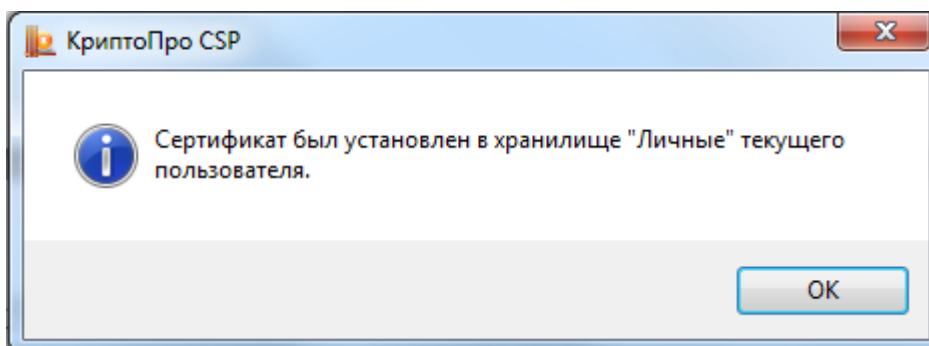 КриптоПро CSP
Сертификат был установлен в хранилище "Личные" текущего
пользователя.
OK